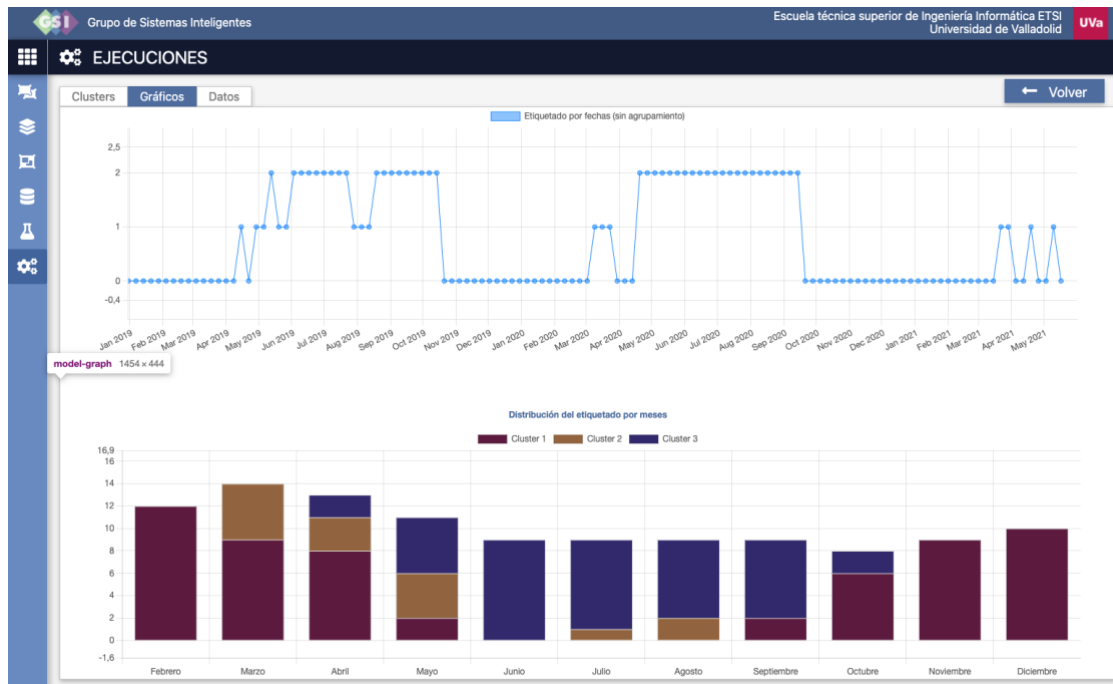 GSI Grupo de Sistemas Inteligentes
Escuela técnica superior de Ingeniería Informática ETSI
Universidad de Valladolid
UVa
EJECUCIONES
Clusters Gráficos Datos
Volver
Etiquetado por fechas (sin agrupamiento)
2,5
2
1
0
-0,4
Jan 2019 Feb 2019 Mar 2019 Apr 2019 May 2019 Jun 2019 Jul 2019 Aug 2019 Sep 2019 Oct 2019 Nov 2019 Dec 2019 Jan 2020 Feb 2020 Mar 2020 Apr 2020 May 2020 Jun 2020 Jul 2020 Aug 2020 Sep 2020 Oct 2020 Nov 2020 Dec 2020 Jan 2021 Feb 2021 Mar 2021 Apr 2021 May 2021
model-graph 1454 × 444
Distribución del etiquetado por meses
Cluster 1 Cluster 2 Cluster 3
16,9
16
14
12
10
8
6
4
2
0
-1,6
Febrero Marzo Abril Mayo Junio Julio Agosto Septiembre Octubre Noviembre Diciembre